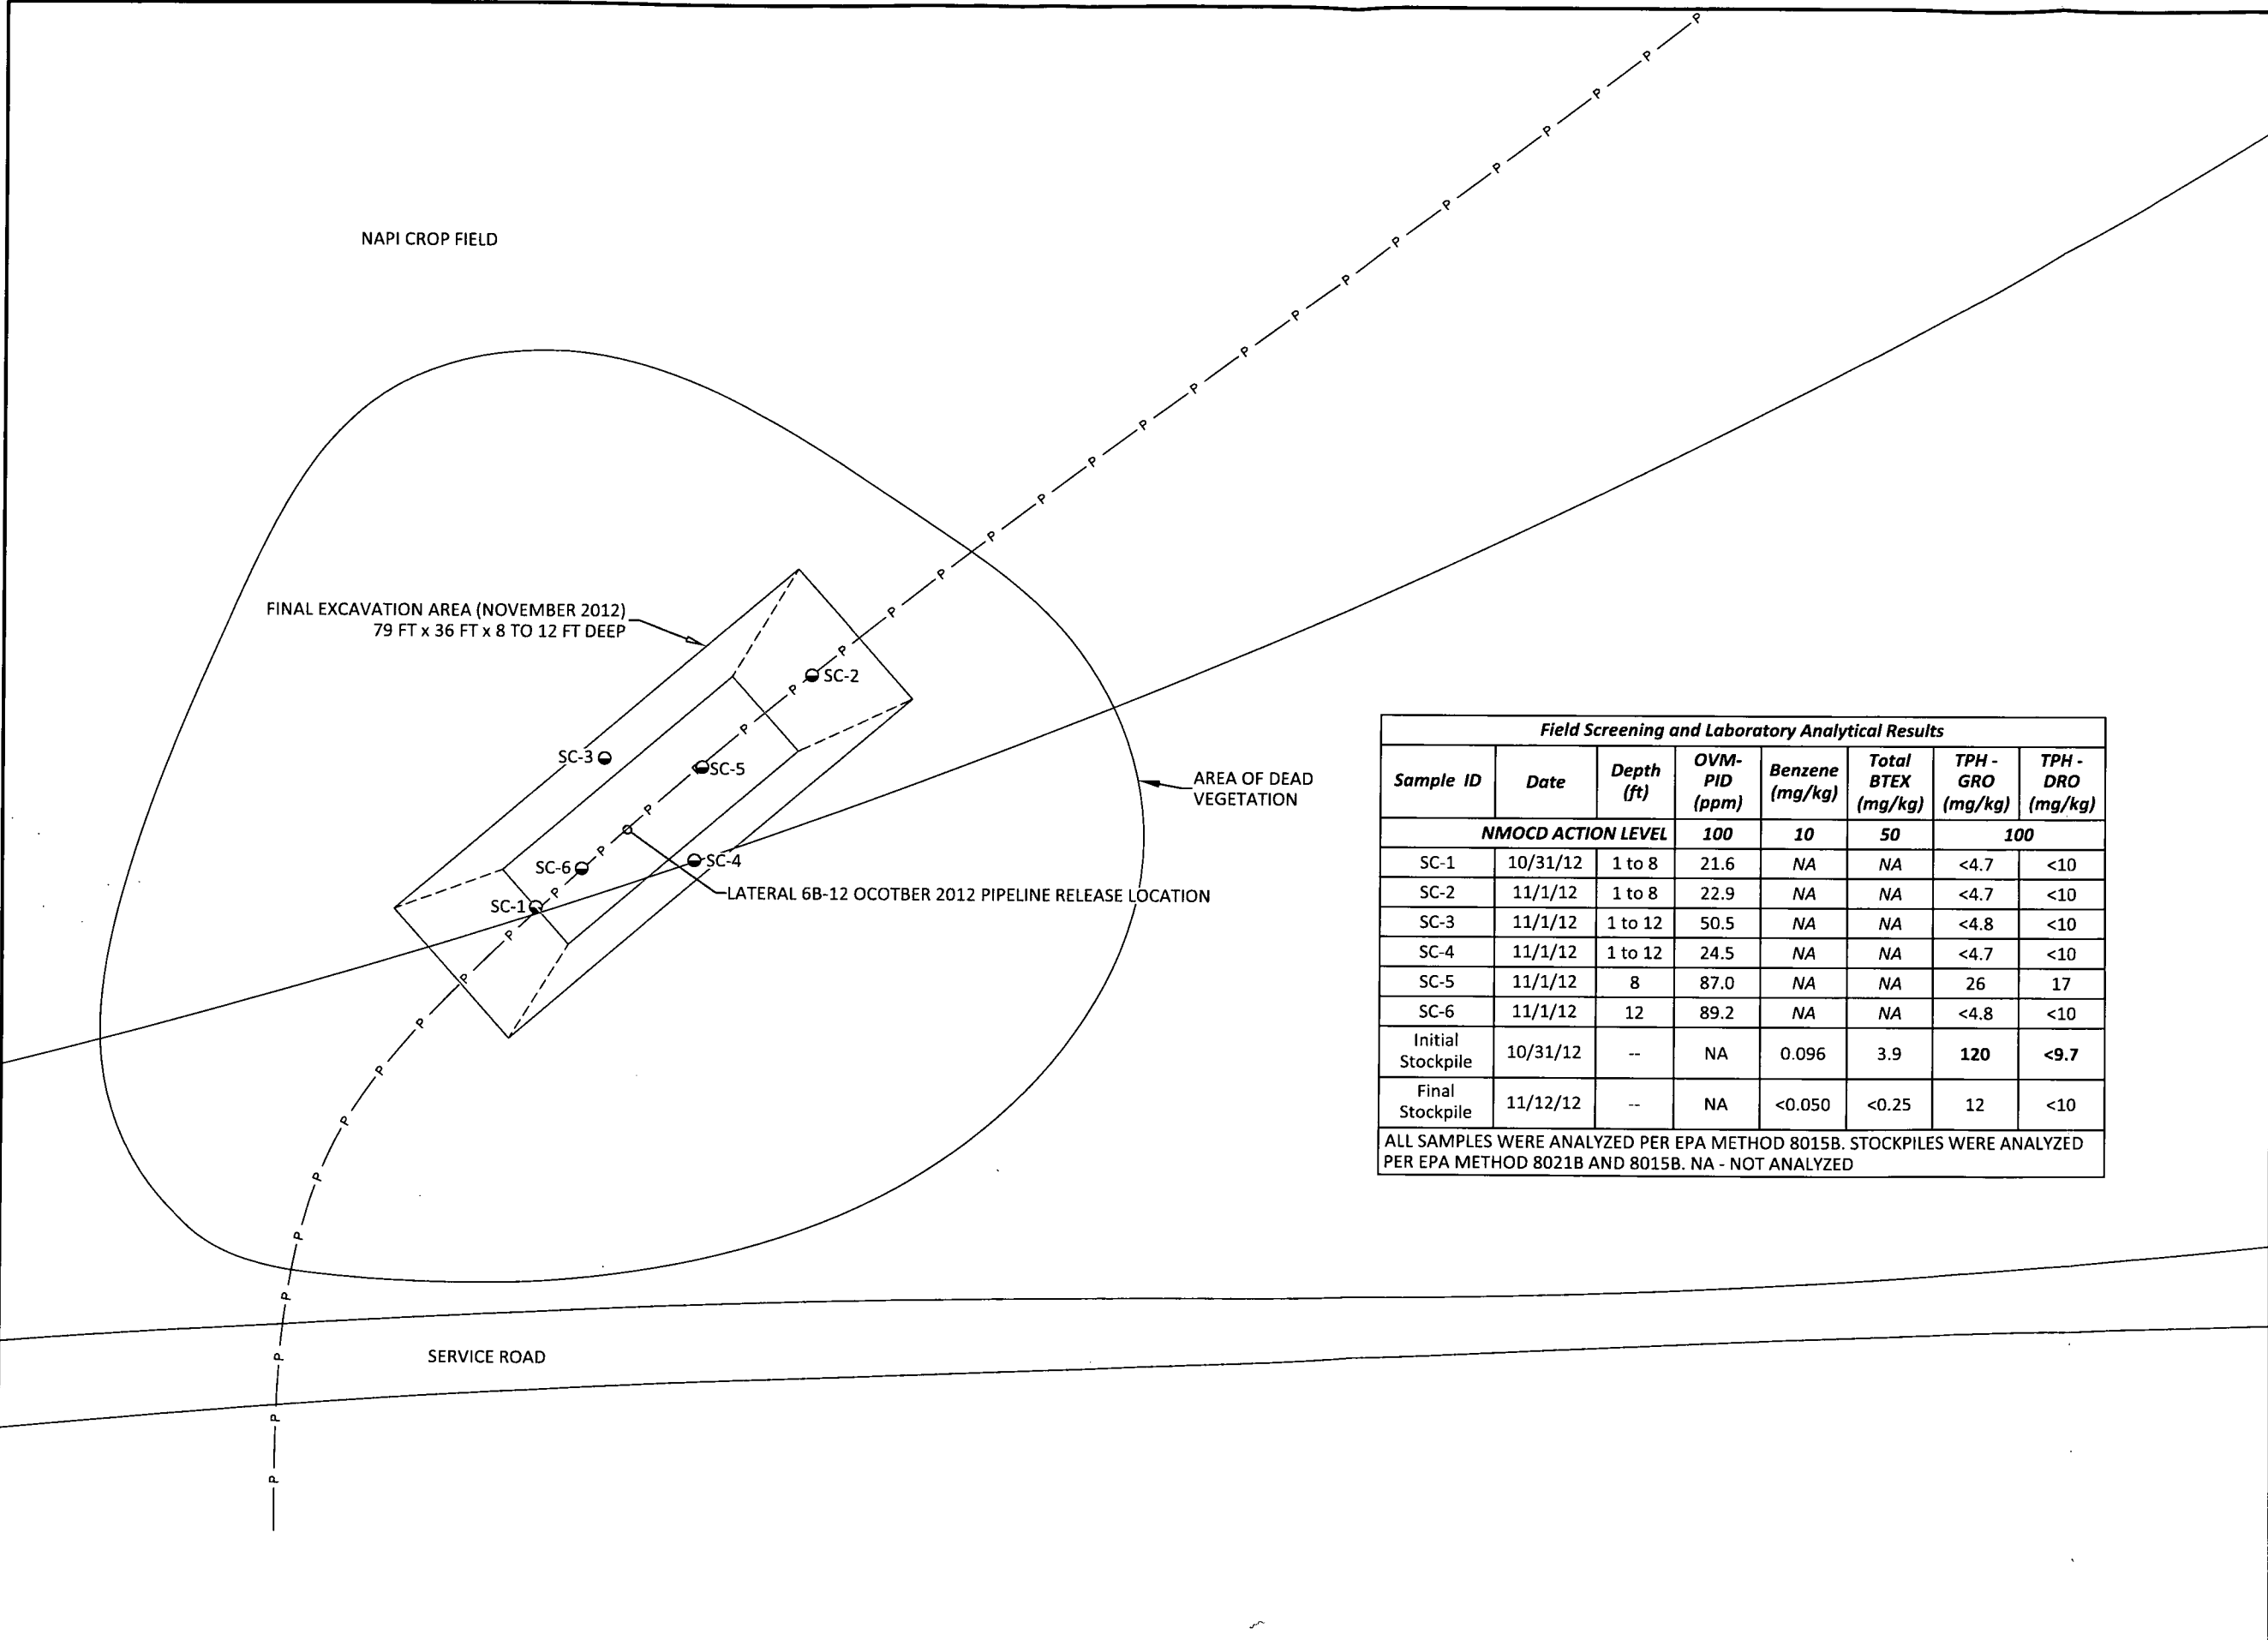 NAPI CROP FIELD
FINAL EXCAVATION AREA (NOVEMBER 2012)
79 FT x 36 FT x 8 TO 12 FT DEEP
SC-2
SC-3
SC-5
SC-4
SC-6
SC-1
LATERAL 6B-12 OCOTBER 2012 PIPELINE RELEASE LOCATION
AREA OF DEAD
VEGETATION
SERVICE ROAD
P P P P P P P P P P P P P P P P P P P P P P P P P P P P P P P P P P P P
Field Screening and Laboratory Analytical Results
Sample ID Date Depth (ft) OVM-PID (ppm) Benzene (mg/kg) Total BTEX (mg/kg) TPH - GRO (mg/kg) TPH - DRO (mg/kg)
NMOCD ACTION LEVEL 100 10 50 100
SC-1 10/31/12 1 to 8 21.6 NA NA <4.7 <10
SC-2 11/1/12 1 to 8 22.9 NA NA <4.7 <10
SC-3 11/1/12 1 to 12 50.5 NA NA <4.8 <10
SC-4 11/1/12 1 to 12 24.5 NA NA <4.7 <10
SC-5 11/1/12 8 87.0 NA NA 26 17
SC-6 11/1/12 12 89.2 NA NA <4.8 <10
Initial Stockpile 10/31/12 -- NA 0.096 3.9 120 <9.7
Final Stockpile 11/12/12 -- NA <0.050 <0.25 12 <10
ALL SAMPLES WERE ANALYZED PER EPA METHOD 8015B. STOCKPILES WERE ANALYZED
PER EPA METHOD 8021B AND 8015B. NA - NOT ANALYZED